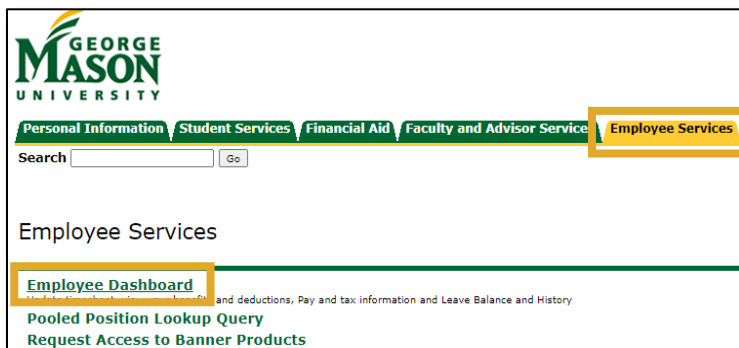 GEORGE
MASON
UNIVERSITY
Personal Information Student Services Financial Aid Faculty and Advisor Service Employee Services
Search Go
Employee Services
Employee Dashboard
and deductions, Pay and tax information and Leave Balance and History
Pooled Position Lookup Query
Request Access to Banner Products